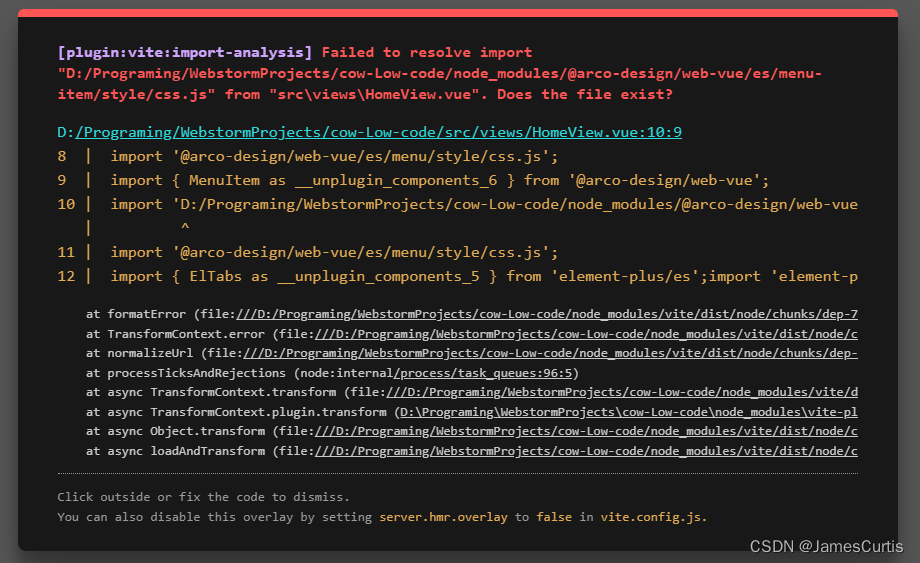 [plugin:vite:import-analysis] Failed to resolve import
"D:/Programing/WebstormProjects/cow-Low-code/node_modules/@arco-design/web-vue/es/menu-
item/style/css.js" from "src\views\HomeView.vue". Does the file exist?
D:/Programing/WebstormProjects/cow-Low-code/src/views/HomeView.vue:10:9
8  |  import '@arco-design/web-vue/es/menu/style/css.js';
9  |  import { MenuItem as __unplugin_components_6 } from '@arco-design/web-vue';
10 |  import 'D:/Programing/WebstormProjects/cow-Low-code/node_modules/@arco-design/web-vue
   |         ^
11 |  import '@arco-design/web-vue/es/menu/style/css.js';
12 |  import { ElTabs as __unplugin_components_5 } from 'element-plus/es';import 'element-p
at formatError (file:///D:/Programing/WebstormProjects/cow-Low-code/node_modules/vite/dist/node/chunks/dep-7
at TransformContext.error (file:///D:/Programing/WebstormProjects/cow-Low-code/node_modules/vite/dist/node/c
at normalizeUrl (file:///D:/Programing/WebstormProjects/cow-Low-code/node_modules/vite/dist/node/chunks/dep-
at processTicksAndRejections (node:internal/process/task_queues:96:5)
at async TransformContext.transform (file:///D:/Programing/WebstormProjects/cow-Low-code/node_modules/vite/d
at async TransformContext.plugin.transform (D:\Programing\WebstormProjects\cow-Low-code\node_modules\vite-pl
at async Object.transform (file:///D:/Programing/WebstormProjects/cow-Low-code/node_modules/vite/dist/node/c
at async loadAndTransform (file:///D:/Programing/WebstormProjects/cow-Low-code/node_modules/vite/dist/node/c
Click outside or fix the code to dismiss.
You can also disable this overlay by setting server.hmr.overlay to false in vite.config.js.
CSDN @JamesCurtis